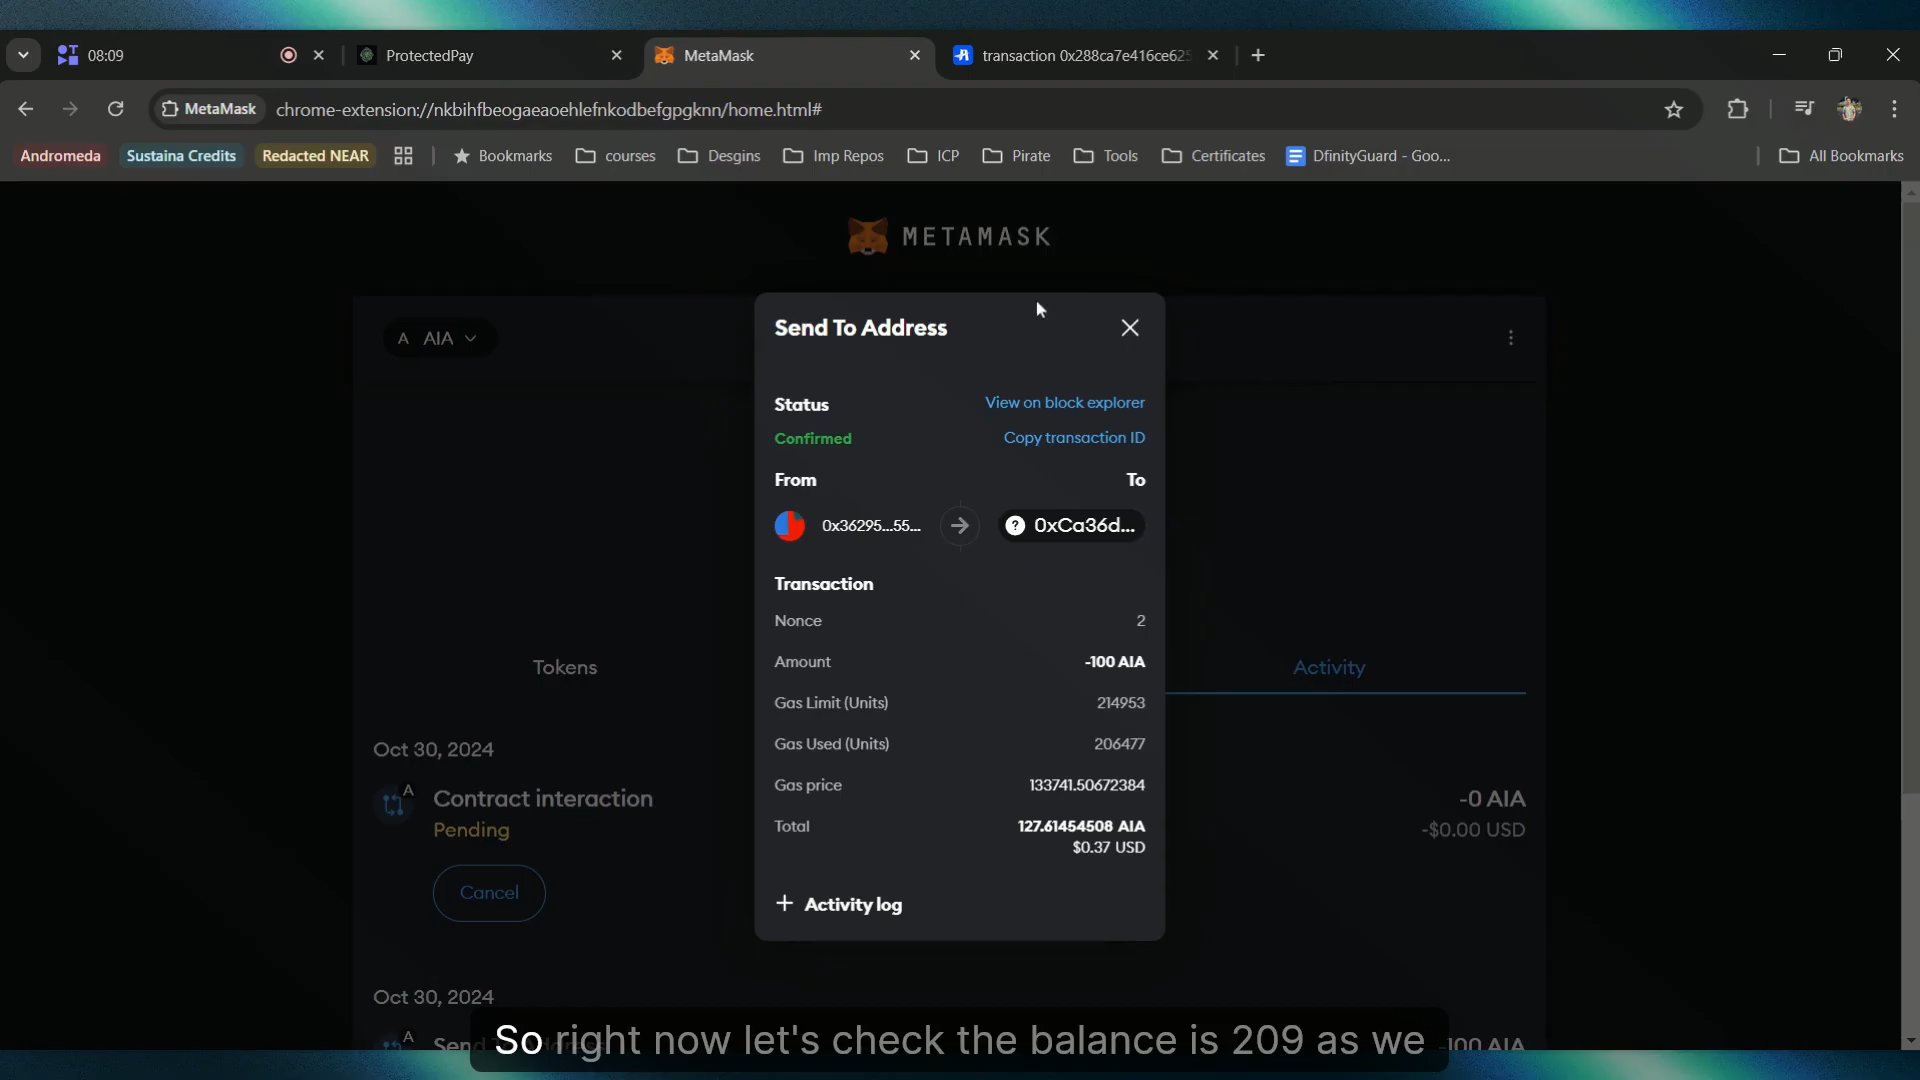 08:09
ProtectedPay
MetaMask
transaction 0x288ca7e416ce625
MetaMask
chrome-extension://nkbihfbeogaeaoehlefnkodbefgpgknn/home.html#
Andromeda
Sustaina Credits
Redacted NEAR
Bookmarks
courses
Desgins
Imp Repos
ICP
Pirate
Tools
Certificates
DfinityGuard - Goo...
All Bookmarks
METAMASK
A AIA
Send To Address
Status
View on block explorer
Confirmed
Copy transaction ID
From
To
0x36295...55...
? 0xCa36d...
Transaction
Nonce
2
Amount
-100 AIA
Gas Limit (Units)
214953
Gas Used (Units)
206477
Gas price
133741.50672384
Total
127.61454508 AIA
$0.37 USD
+ Activity log
Tokens
Activity
Oct 30, 2024
A
Contract interaction
Pending
-0 AIA
-$0.00 USD
Cancel
Oct 30, 2024
A
-100 AIA
So right now let's check the balance is 209 as we